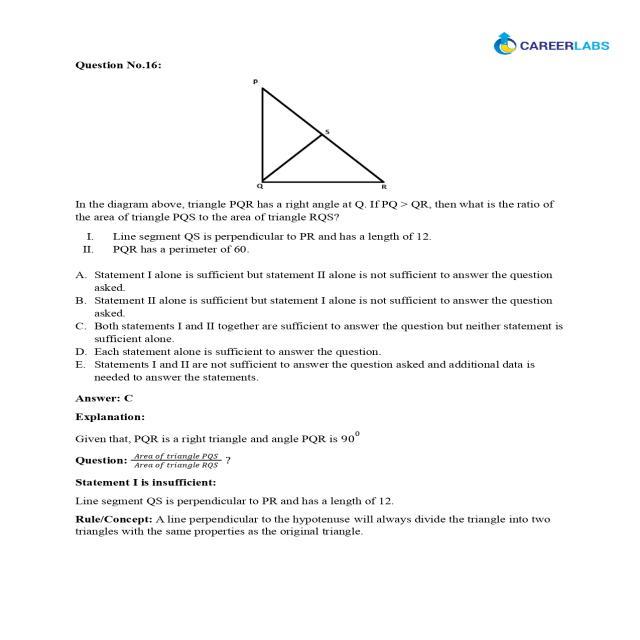 CAREERLABS
Question No.16:
P
S
Q
R
In the diagram above, triangle PQR has a right angle at Q. If PQ > QR, then what is the ratio of
the area of triangle PQS to the area of triangle RQS?
I. Line segment QS is perpendicular to PR and has a length of 12.
II. PQR has a perimeter of 60.
A. Statement I alone is sufficient but statement II alone is not sufficient to answer the question
asked.
B. Statement II alone is sufficient but statement I alone is not sufficient to answer the question
asked.
C. Both statements I and II together are sufficient to answer the question but neither statement is
sufficient alone.
D. Each statement alone is sufficient to answer the question.
E. Statements I and II are not sufficient to answer the question asked and additional data is
needed to answer the statements.
Answer: C
Explanation:
Given that, PQR is a right triangle and angle PQR is 90⁰
Question: Area of triangle PQS / Area of triangle RQS ?
Statement I is insufficient:
Line segment QS is perpendicular to PR and has a length of 12.
Rule/Concept: A line perpendicular to the hypotenuse will always divide the triangle into two
triangles with the same properties as the original triangle.